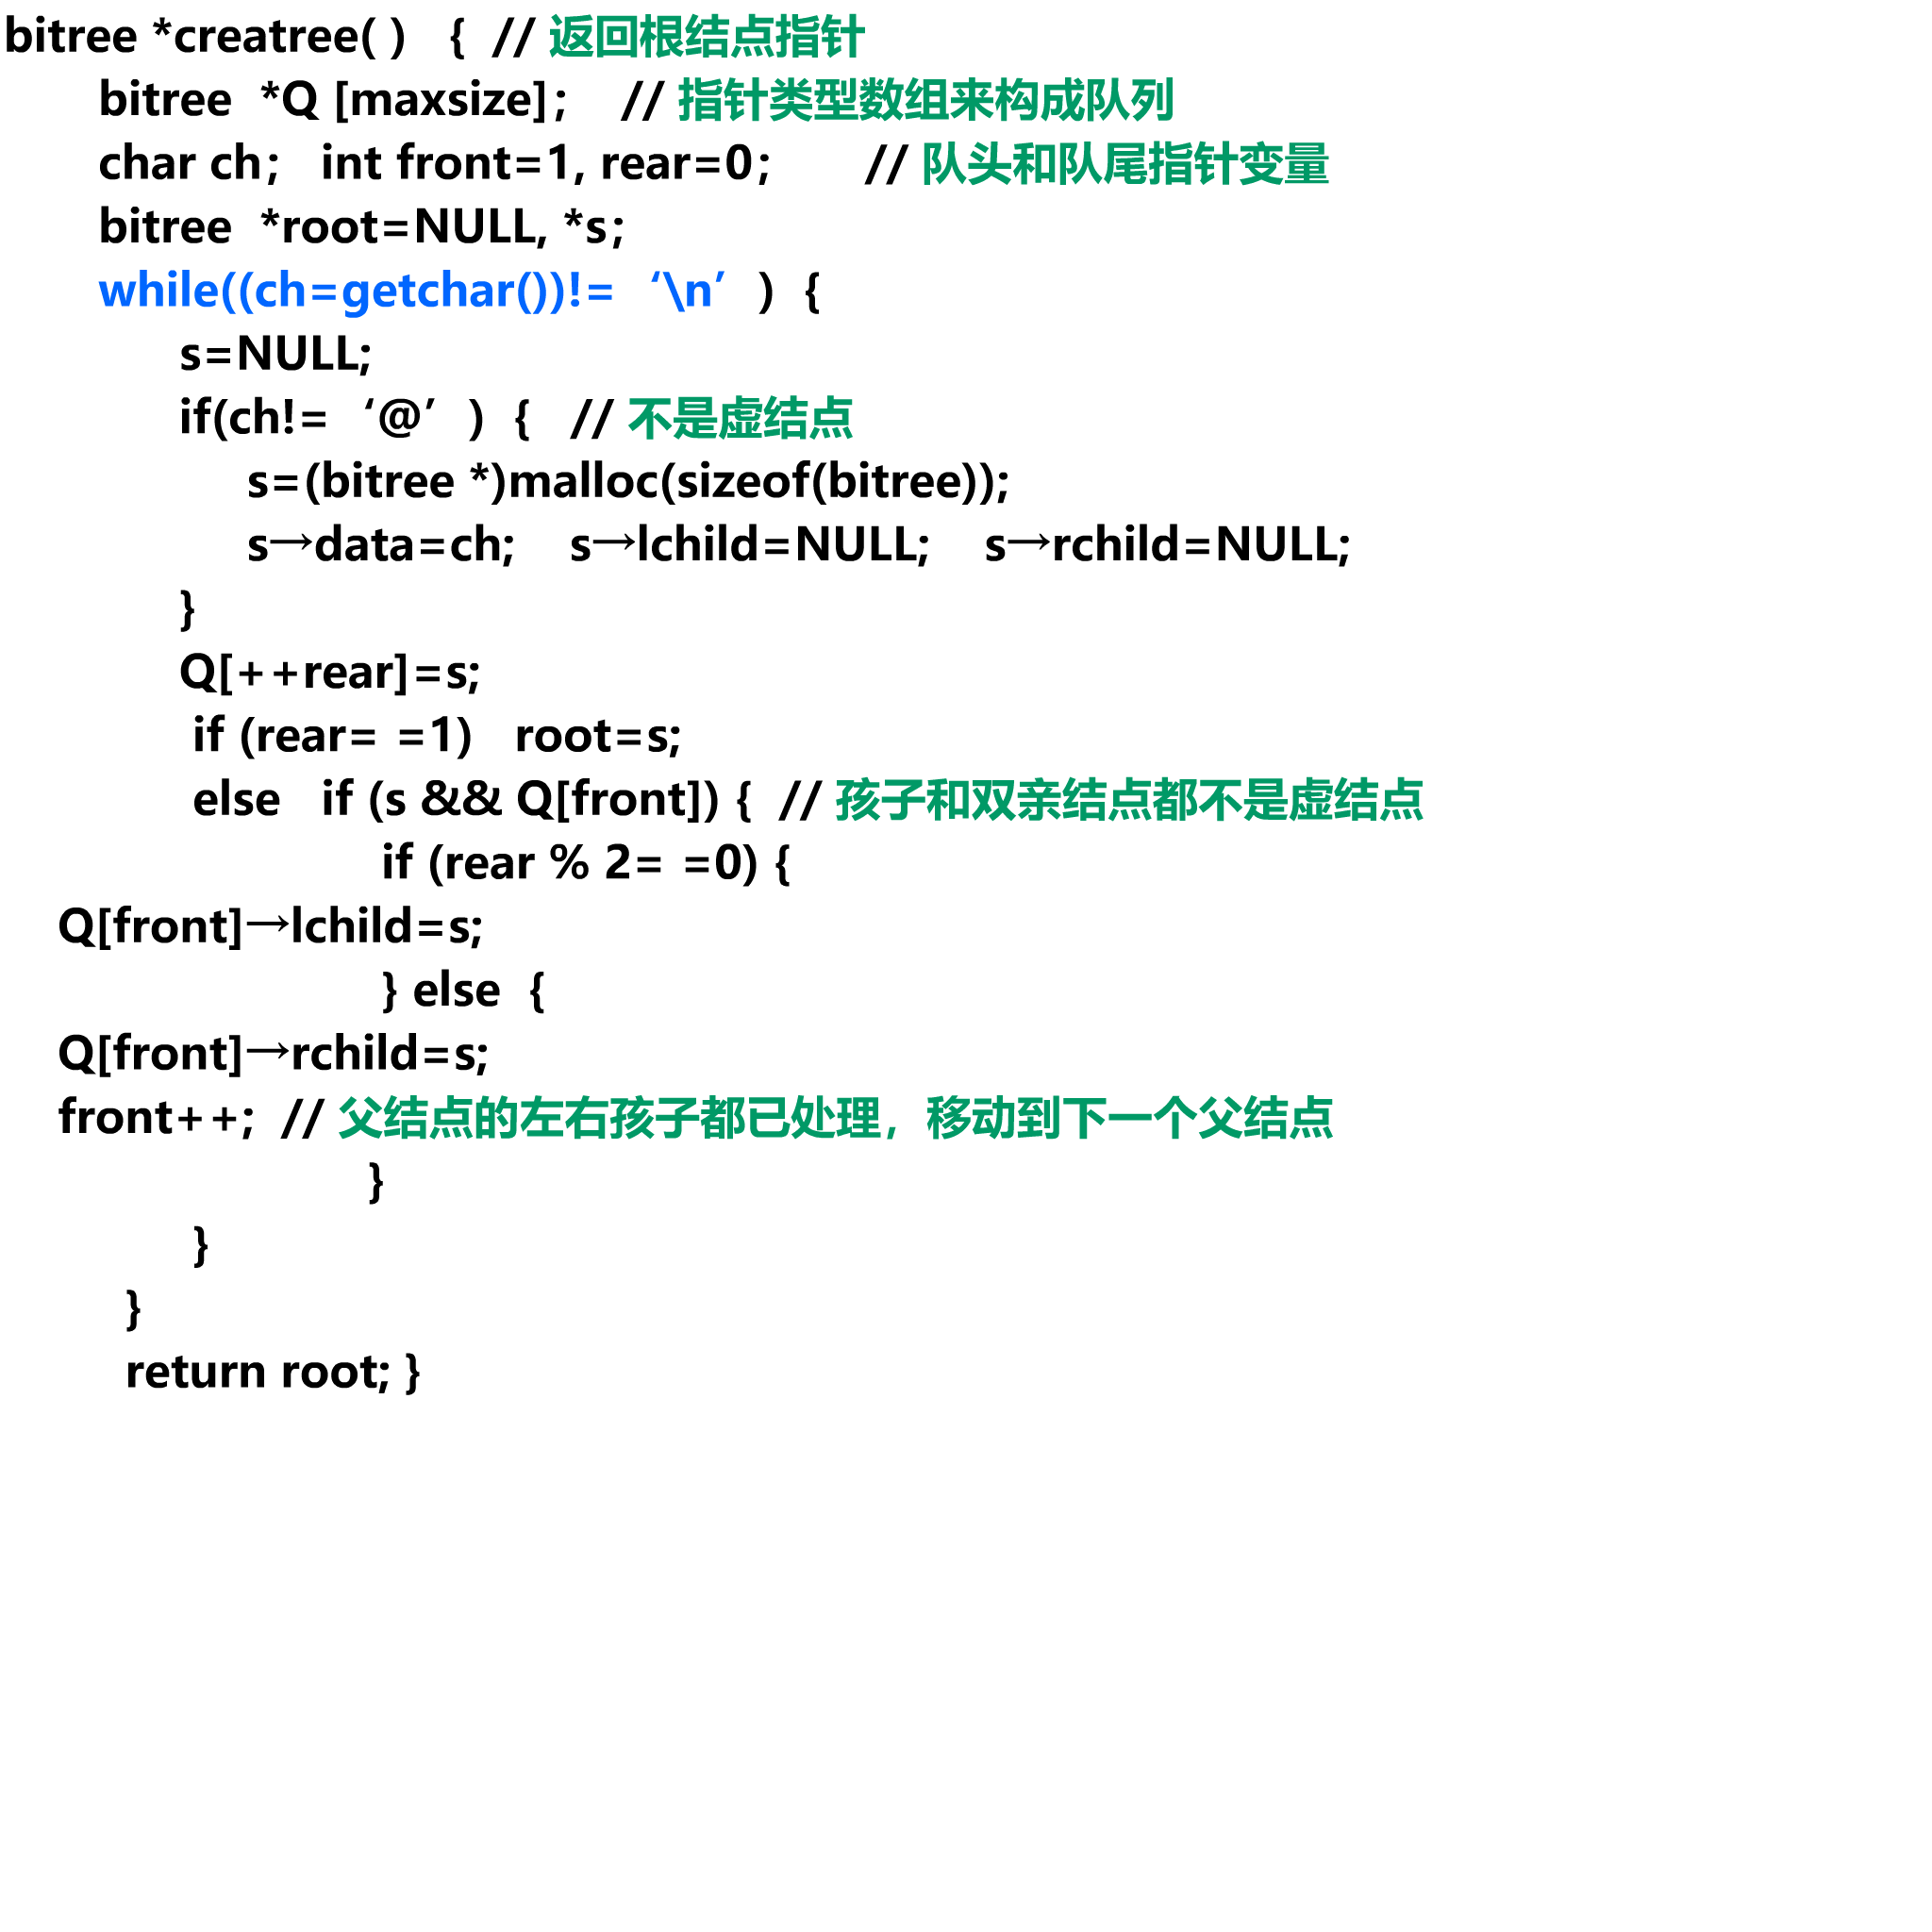 bitree *creatree( ) { // 返回根结点指针
bitree *Q [maxsize]; // 指针类型数组来构成队列
char ch; int front=1, rear=0; // 队头和队尾指针变量
bitree *root=NULL, *s;
while((ch=getchar())!= ‘\n’ ) {
s=NULL;
if(ch!= ‘@’ ) { // 不是虚结点
s=(bitree *)malloc(sizeof(bitree));
s→data=ch; s→lchild=NULL; s→rchild=NULL;
}
Q[++rear]=s;
if (rear= =1) root=s;
else if (s && Q[front]) { // 孩子和双亲结点都不是虚结点
if (rear % 2= =0) {
Q[front]→lchild=s;
} else {
Q[front]→rchild=s;
front++; // 父结点的左右孩子都已处理，移动到下一个父结点
}
}
}
return root; }